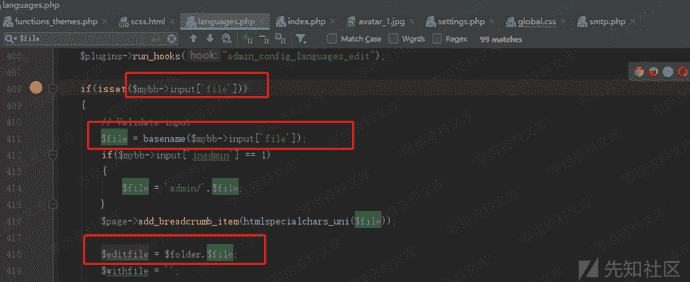 languages.php
functions_themes.php scss.html languages.php index.php avatar_1.jpg settings.php global.css smtp.php
$file Match Case Words Regex 99 matches
406 $plugins->run_hooks( hook: "admin_config_languages_edit");
407
408 if(isset($mybb->input['file']))
409 {
410 // Validate input
411 $file = basename($mybb->input['file']);
412 if($mybb->input['inadmin'] == 1)
413 {
414 $file = 'admin/'.$file;
415 }
416 $page->add_breadcrumb_item(htmlspecialchars_uni($file));
417
418 $editfile = $folder.$file;
419 $withfile = '';
先知社区